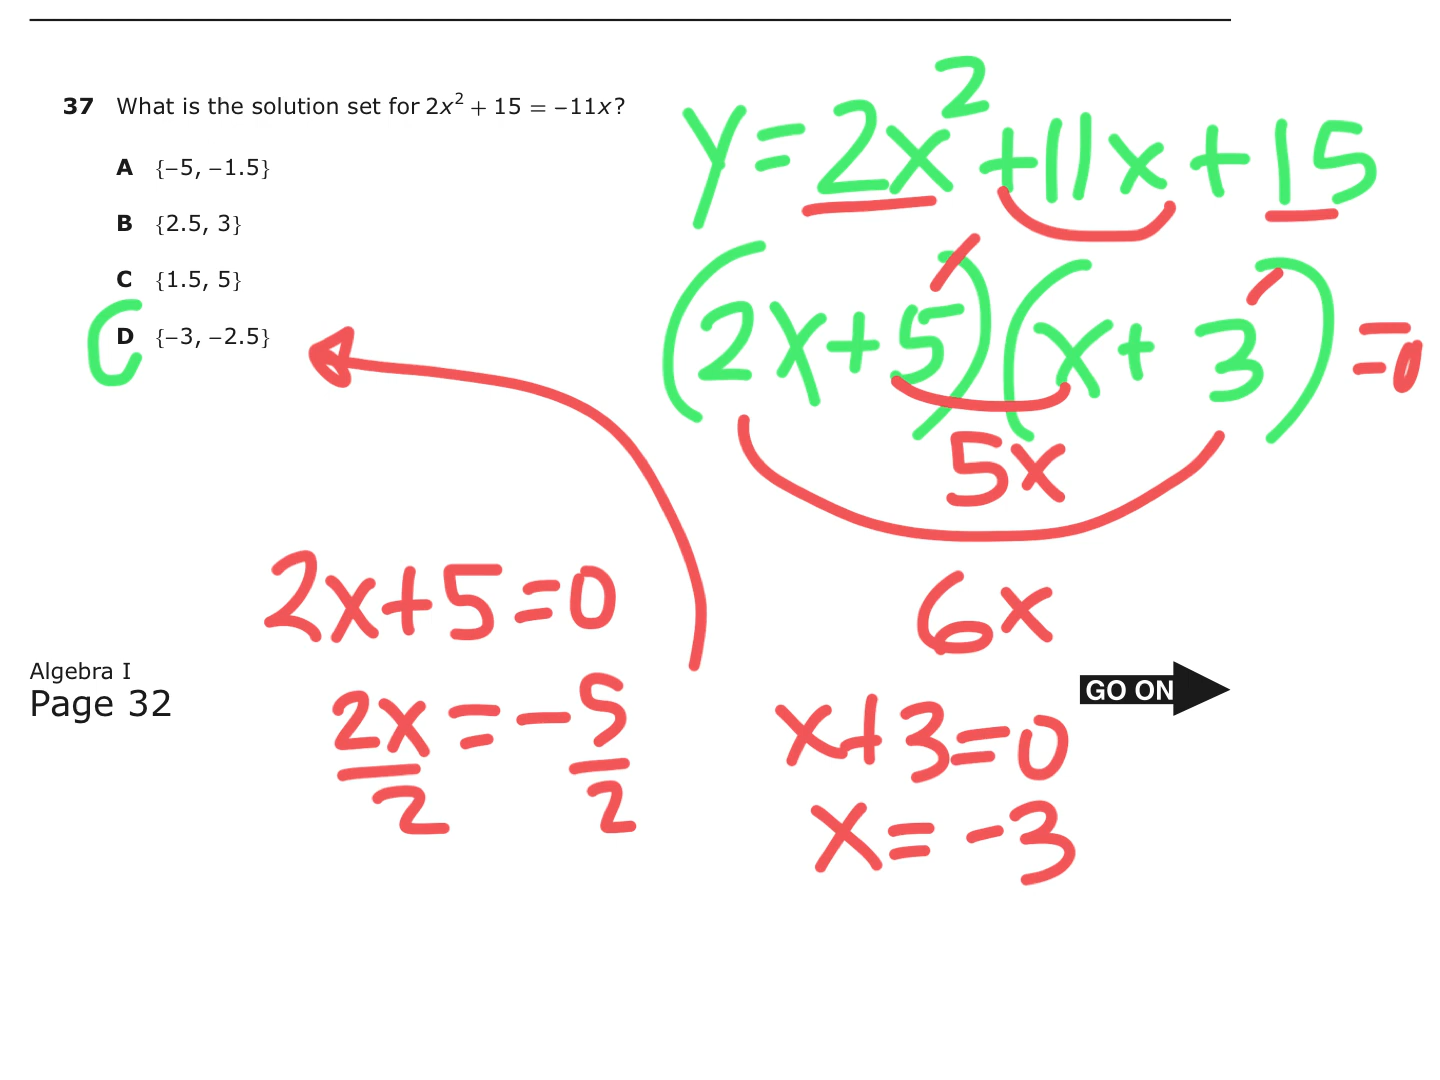 37 What is the solution set for 2x² + 15 = –11x?
A {–5, –1.5}
B {2.5, 3}
C {1.5, 5}
D {–3, –2.5}
y = 2x² + 11x + 15
(2x + 5)(x + 3) = 0
5x
6x
2x + 5 = 0
2x/2 = -5/2
x + 3 = 0
x = -3
Algebra I
Page 32
GO ON